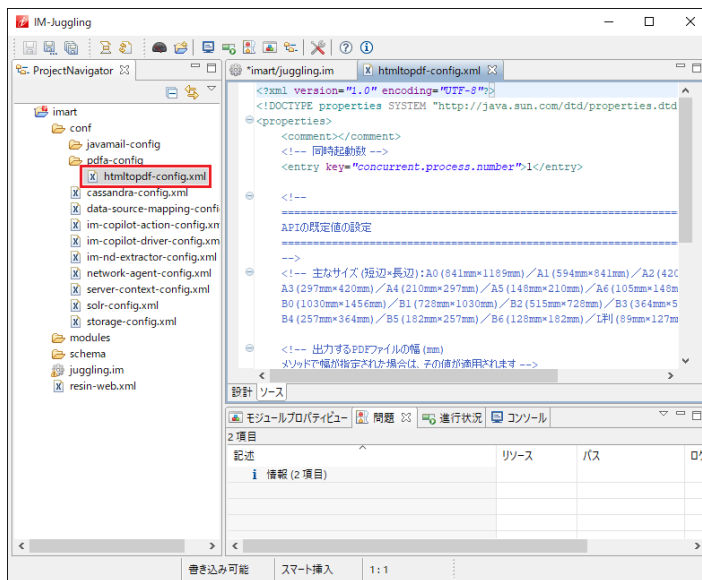 IM-Juggling
ProjectNavigator
imart
conf
javamail-config
pdfa-config
htmltopdf-config.xml
cassandra-config.xml
data-source-mapping-confi
im-copilot-action-config.xm
im-copilot-driver-config.xm
im-nd-extractor-config.xml
network-agent-config.xml
server-context-config.xml
solr-config.xml
storage-config.xml
modules
schema
juggling.im
resin-web.xml
*imart/juggling.im
htmltopdf-config.xml
<?xml version="1.0" encoding="UTF-8"?>
<!DOCTYPE properties SYSTEM "http://java.sun.com/dtd/properties.dtd
<properties>
<comment></comment>
<!-- 同時起動数 -->
<entry key="concurrent.process.number">1</entry>
<!--
======================================================
APIの既定値の設定
======================================================
-->
<!-- 主なサイズ(短辺×長辺):A0(841mm×1189mm)／A1(594mm×841mm)／A2(420
A3(297mm×420mm)／A4(210mm×297mm)／A5(148mm×210mm)／A6(105mm×148m
B0(1030mm×1456mm)／B1(728mm×1030mm)／B2(515mm×728mm)／B3(364mm×5
B4(257mm×364mm)／B5(182mm×257mm)／B6(128mm×182mm)／L判(89mm×127m
<!-- 出力するPDFファイルの幅(mm)
メソッドで幅が指定された場合は、その値が適用されます -->
設計 ソース
モジュールプロパティビュー 問題 進行状況 コンソール
2 項目
記述 リソース パス ロケ
i 情報 (2 項目)
書き込み可能 スマート挿入 1 : 1